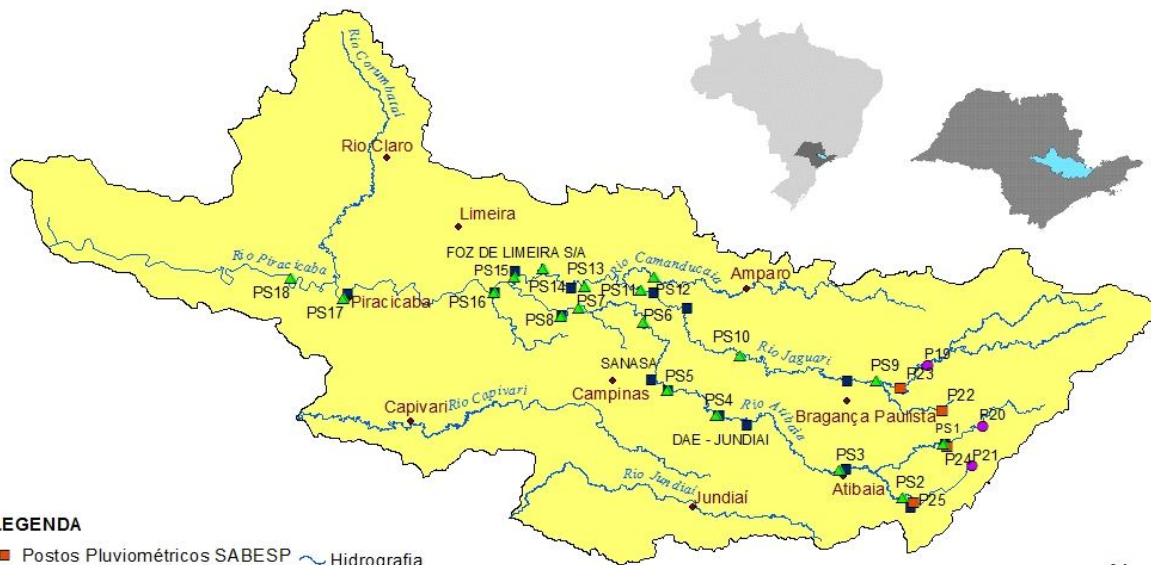 Rio Corumbataí
Rio Claro
Limeira
FOZ DE LIMEIRA S/A
Rio Piracicaba
PS18
PS17
Piracicaba
PS16
PS15
PS14
PS13
Rio Camanducaia
Amparo
PS11
PS12
PS7
PS8
PS6
PS10
Rio Jaguari
P19
PS9
P23
SANASA
PS5
Campinas
Capivari
Rio Capivari
PS4
Rio Atibaia
Bragança Paulista
P22
P20
PS1
DAE - JUNDIAI
PS3
Atibaia
P24
P21
PS2
P25
Rio Jundiaí
Jundiaí
LEGENDA
Postos Pluviométricos SABESP
Hidrografia